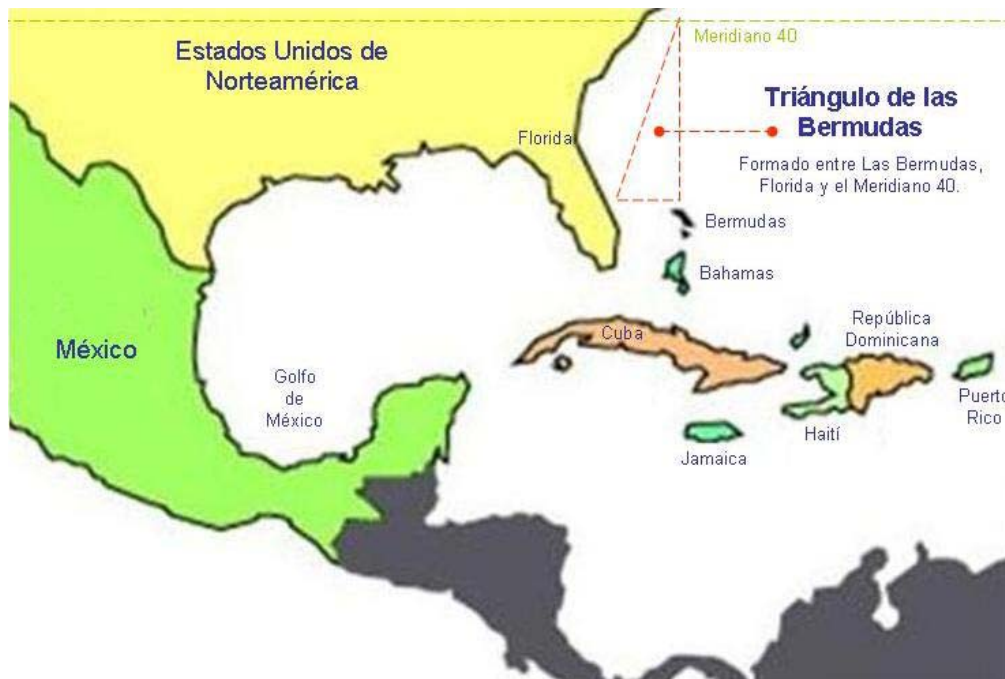 Meridiano 40
Estados Unidos de
Norteamérica
Triángulo de las
Bermudas
Florida
Formado entre Las Bermudas,
Florida y el Meridiano 40.
Bermudas
Bahamas
República
Dominicana
Cuba
México
Golfo
de
México
Puerto
Rico
Haití
Jamaica